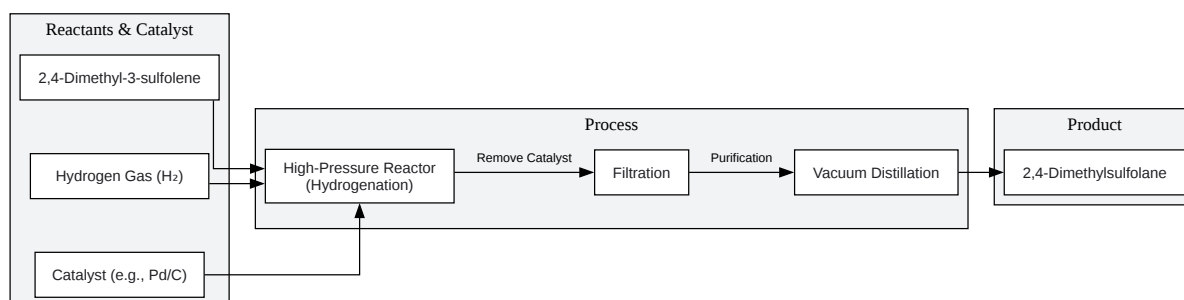 Reactants & Catalyst
2,4-Dimethyl-3-sulfolene
Hydrogen Gas (H₂)
Catalyst (e.g., Pd/C)
Process
High-Pressure Reactor
(Hydrogenation)
Remove Catalyst
Filtration
Purification
Vacuum Distillation
Product
2,4-Dimethylsulfolane